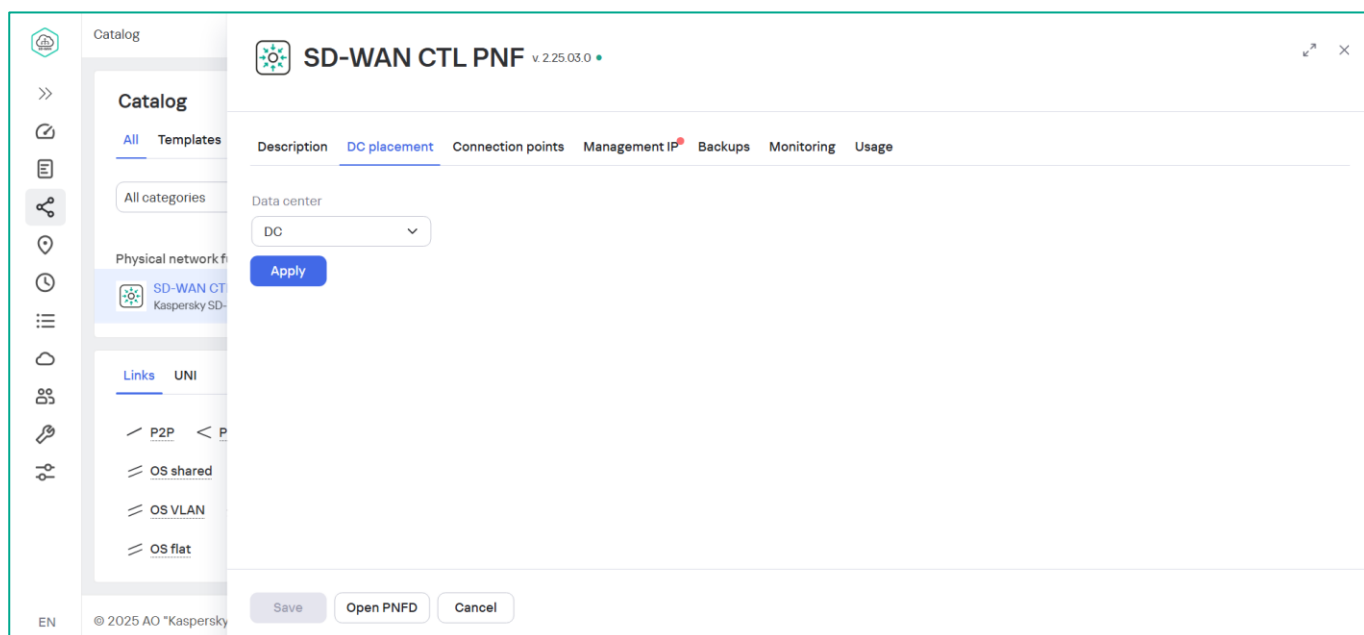 Catalog
SD-WAN CTL PNF v. 2.25.03.0
Catalog
All Templates
Description DC placement Connection points Management IP Backups Monitoring Usage
All categories
Data center
DC
Physical network f
Apply
SD-WAN CT
Kaspersky SD-
Links UNI
P2P P
OS shared
OS VLAN
OS flat
Save Open PNFD Cancel
EN © 2025 AO "Kaspersky